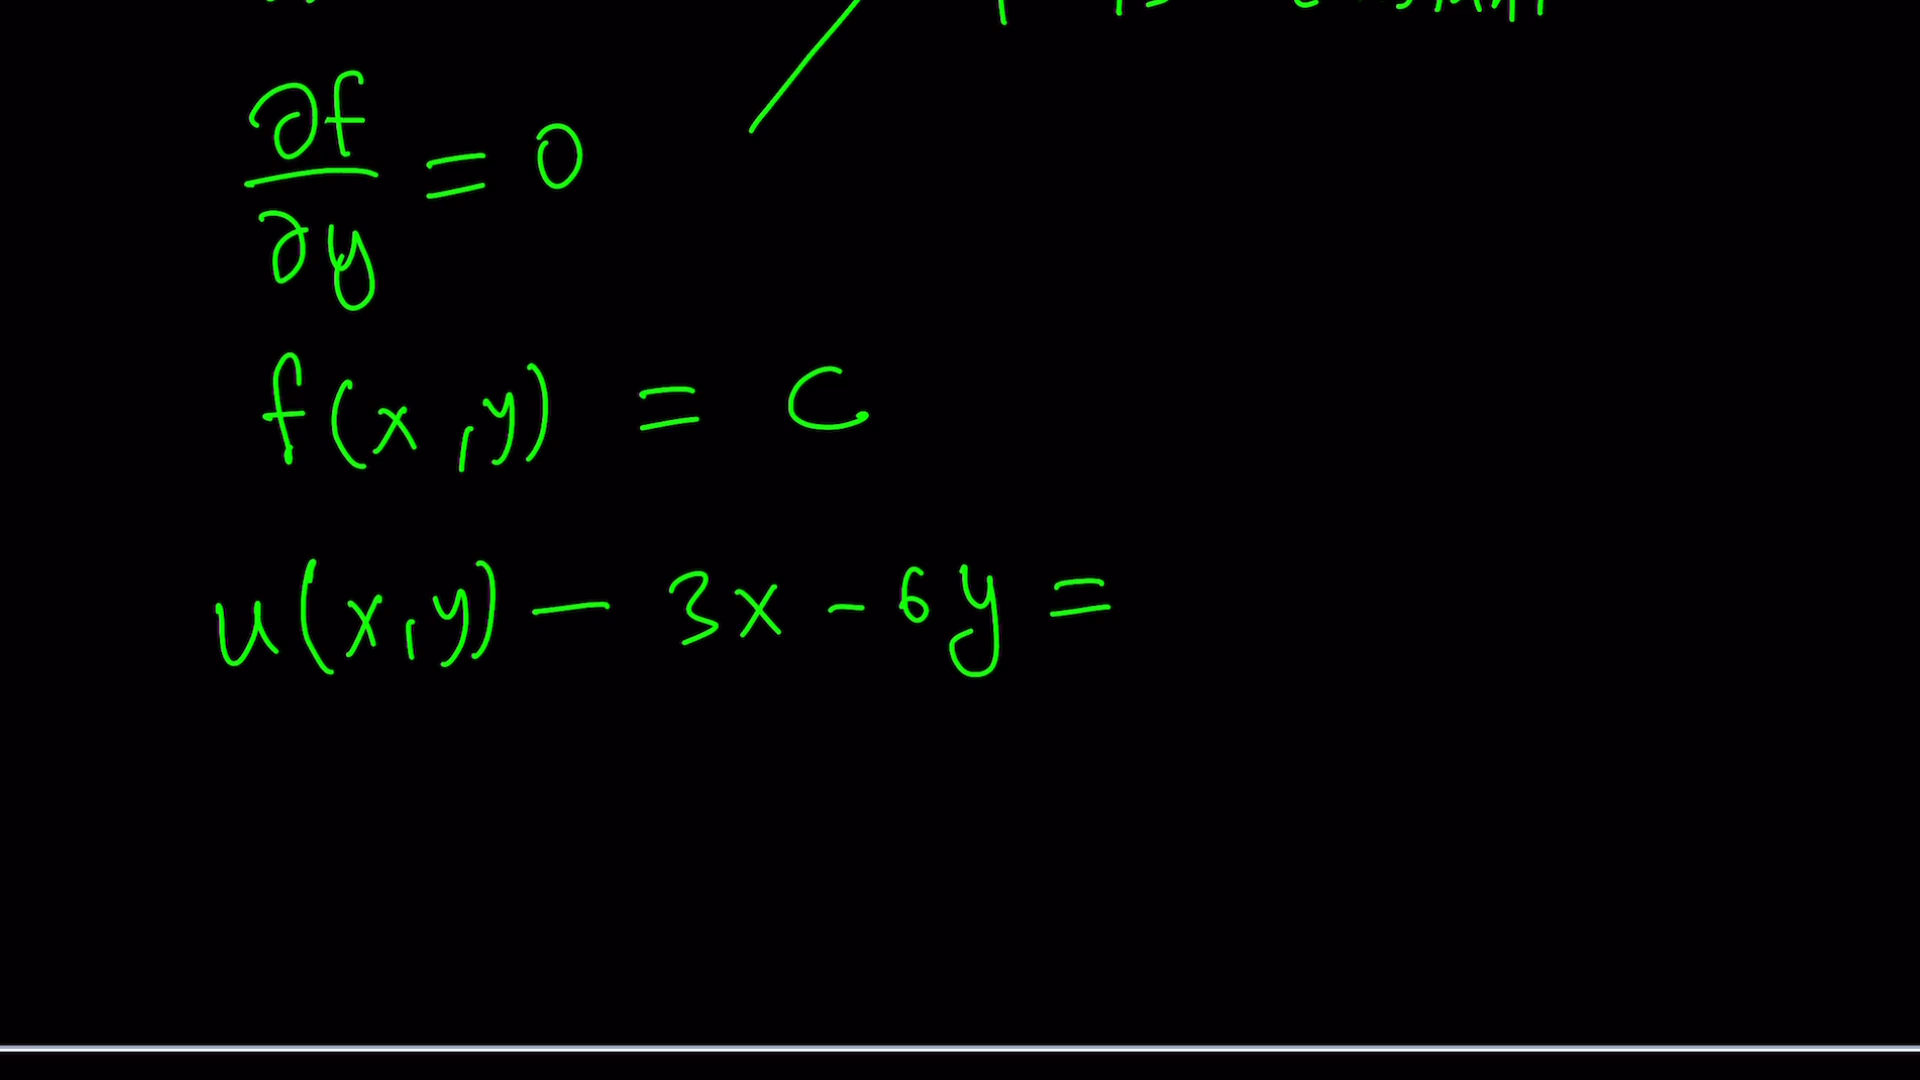 ∂f/∂y = 0
f(x,y) = c
u(x,y) - 3x - 6y =